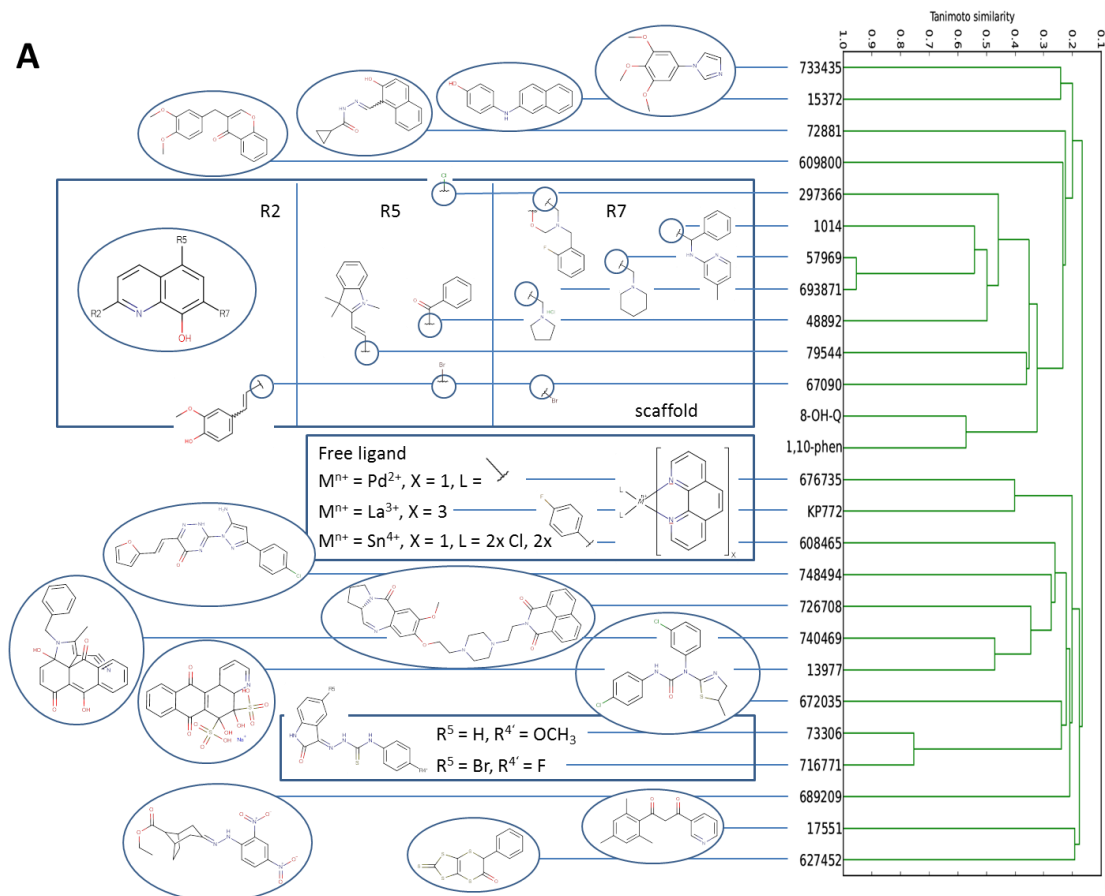 A
Tanimoto similarity
1.0 0.9 0.8 0.7 0.6 0.5 0.4 0.3 0.2 0.1
733435
15372
72881
609800
297366
1014
57969
693871
48892
79544
67090
8-OH-Q
1,10-phen
676735
KP772
608465
748494
726708
740469
13977
672035
73306
716771
689209
17551
627452
R2 R5 R7
R5
R2
R7
N
OH
Cl
F
HCl
Br
Br
scaffold
Free ligand
Mⁿ⁺ = Pd²⁺, X = 1, L =
Mⁿ⁺ = La³⁺, X = 3
Mⁿ⁺ = Sn⁴⁺, X = 1, L = 2x Cl, 2x
F
L
L
N
N
X
R⁵ = H, R⁴‘ = OCH₃
R⁵ = Br, R⁴‘ = F